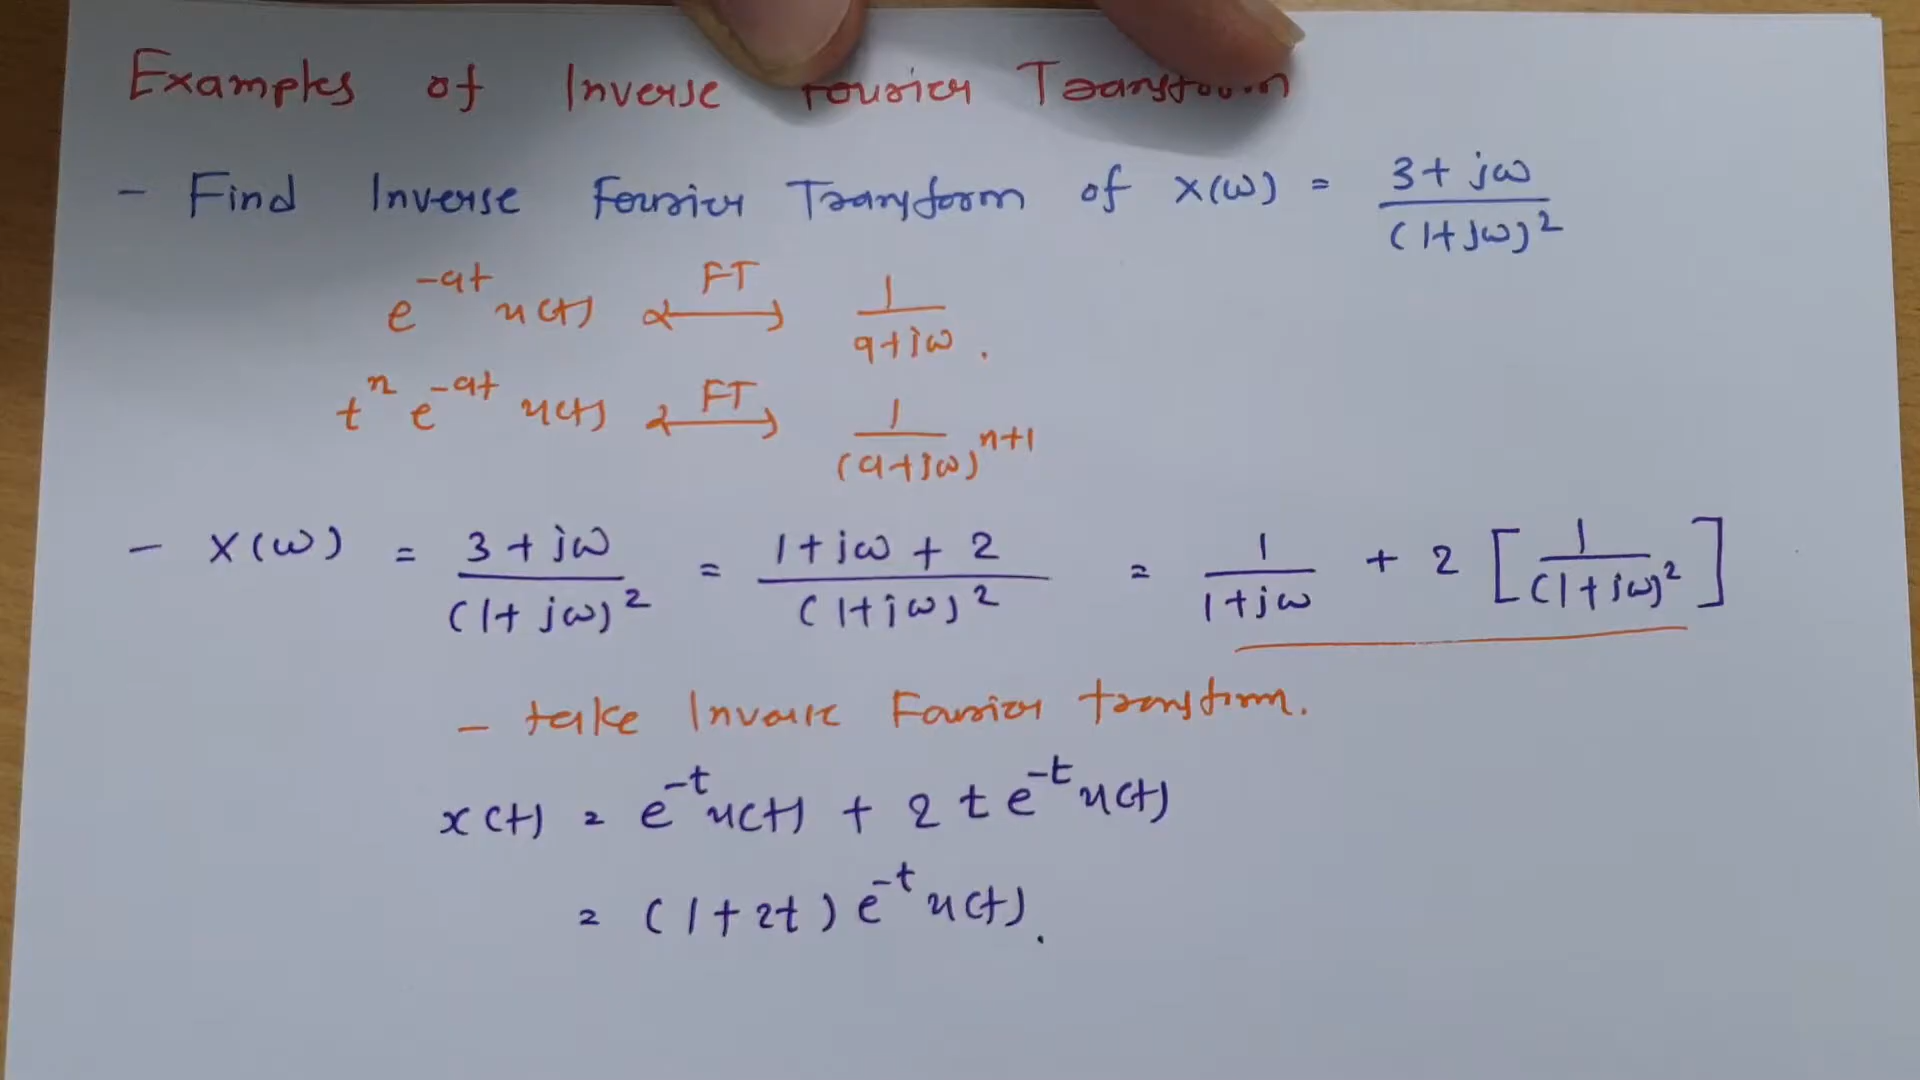 Examples of Inverse Fourier Transform
- Find Inverse Fourier Transform of X(ω) = (3 + jω) / (1+jω)²
e^(-at) u(t) ←FT→ 1 / (a+jω) .
t^n e^(-at) u(t) ←FT→ 1 / (a+jω)^(n+1)
- X(ω) = (3 + jω) / (1+jω)² = (1+jω + 2) / (1+jω)² = 1 / (1+jω) + 2 [ 1 / (1+jω)² ]
- take Inverse Fourier transform.
x(t) = e^(-t) u(t) + 2 t e^(-t) u(t)
= (1+2t) e^(-t) u(t).